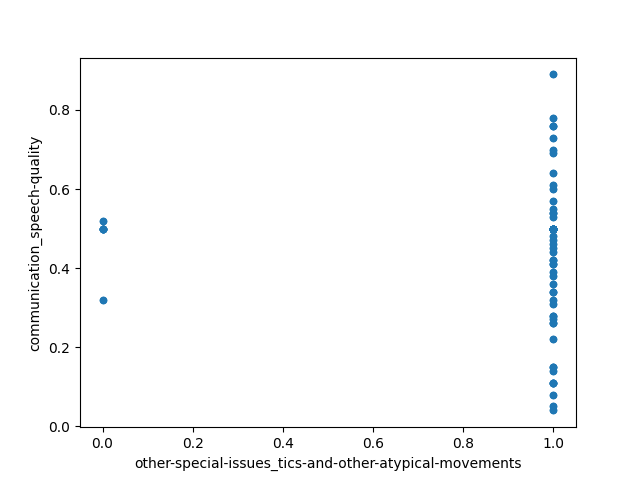 communication_speech-quality
0.8
0.6
0.4
0.2
0.0
0.0 0.2 0.4 0.6 0.8 1.0
other-special-issues_tics-and-other-atypical-movements